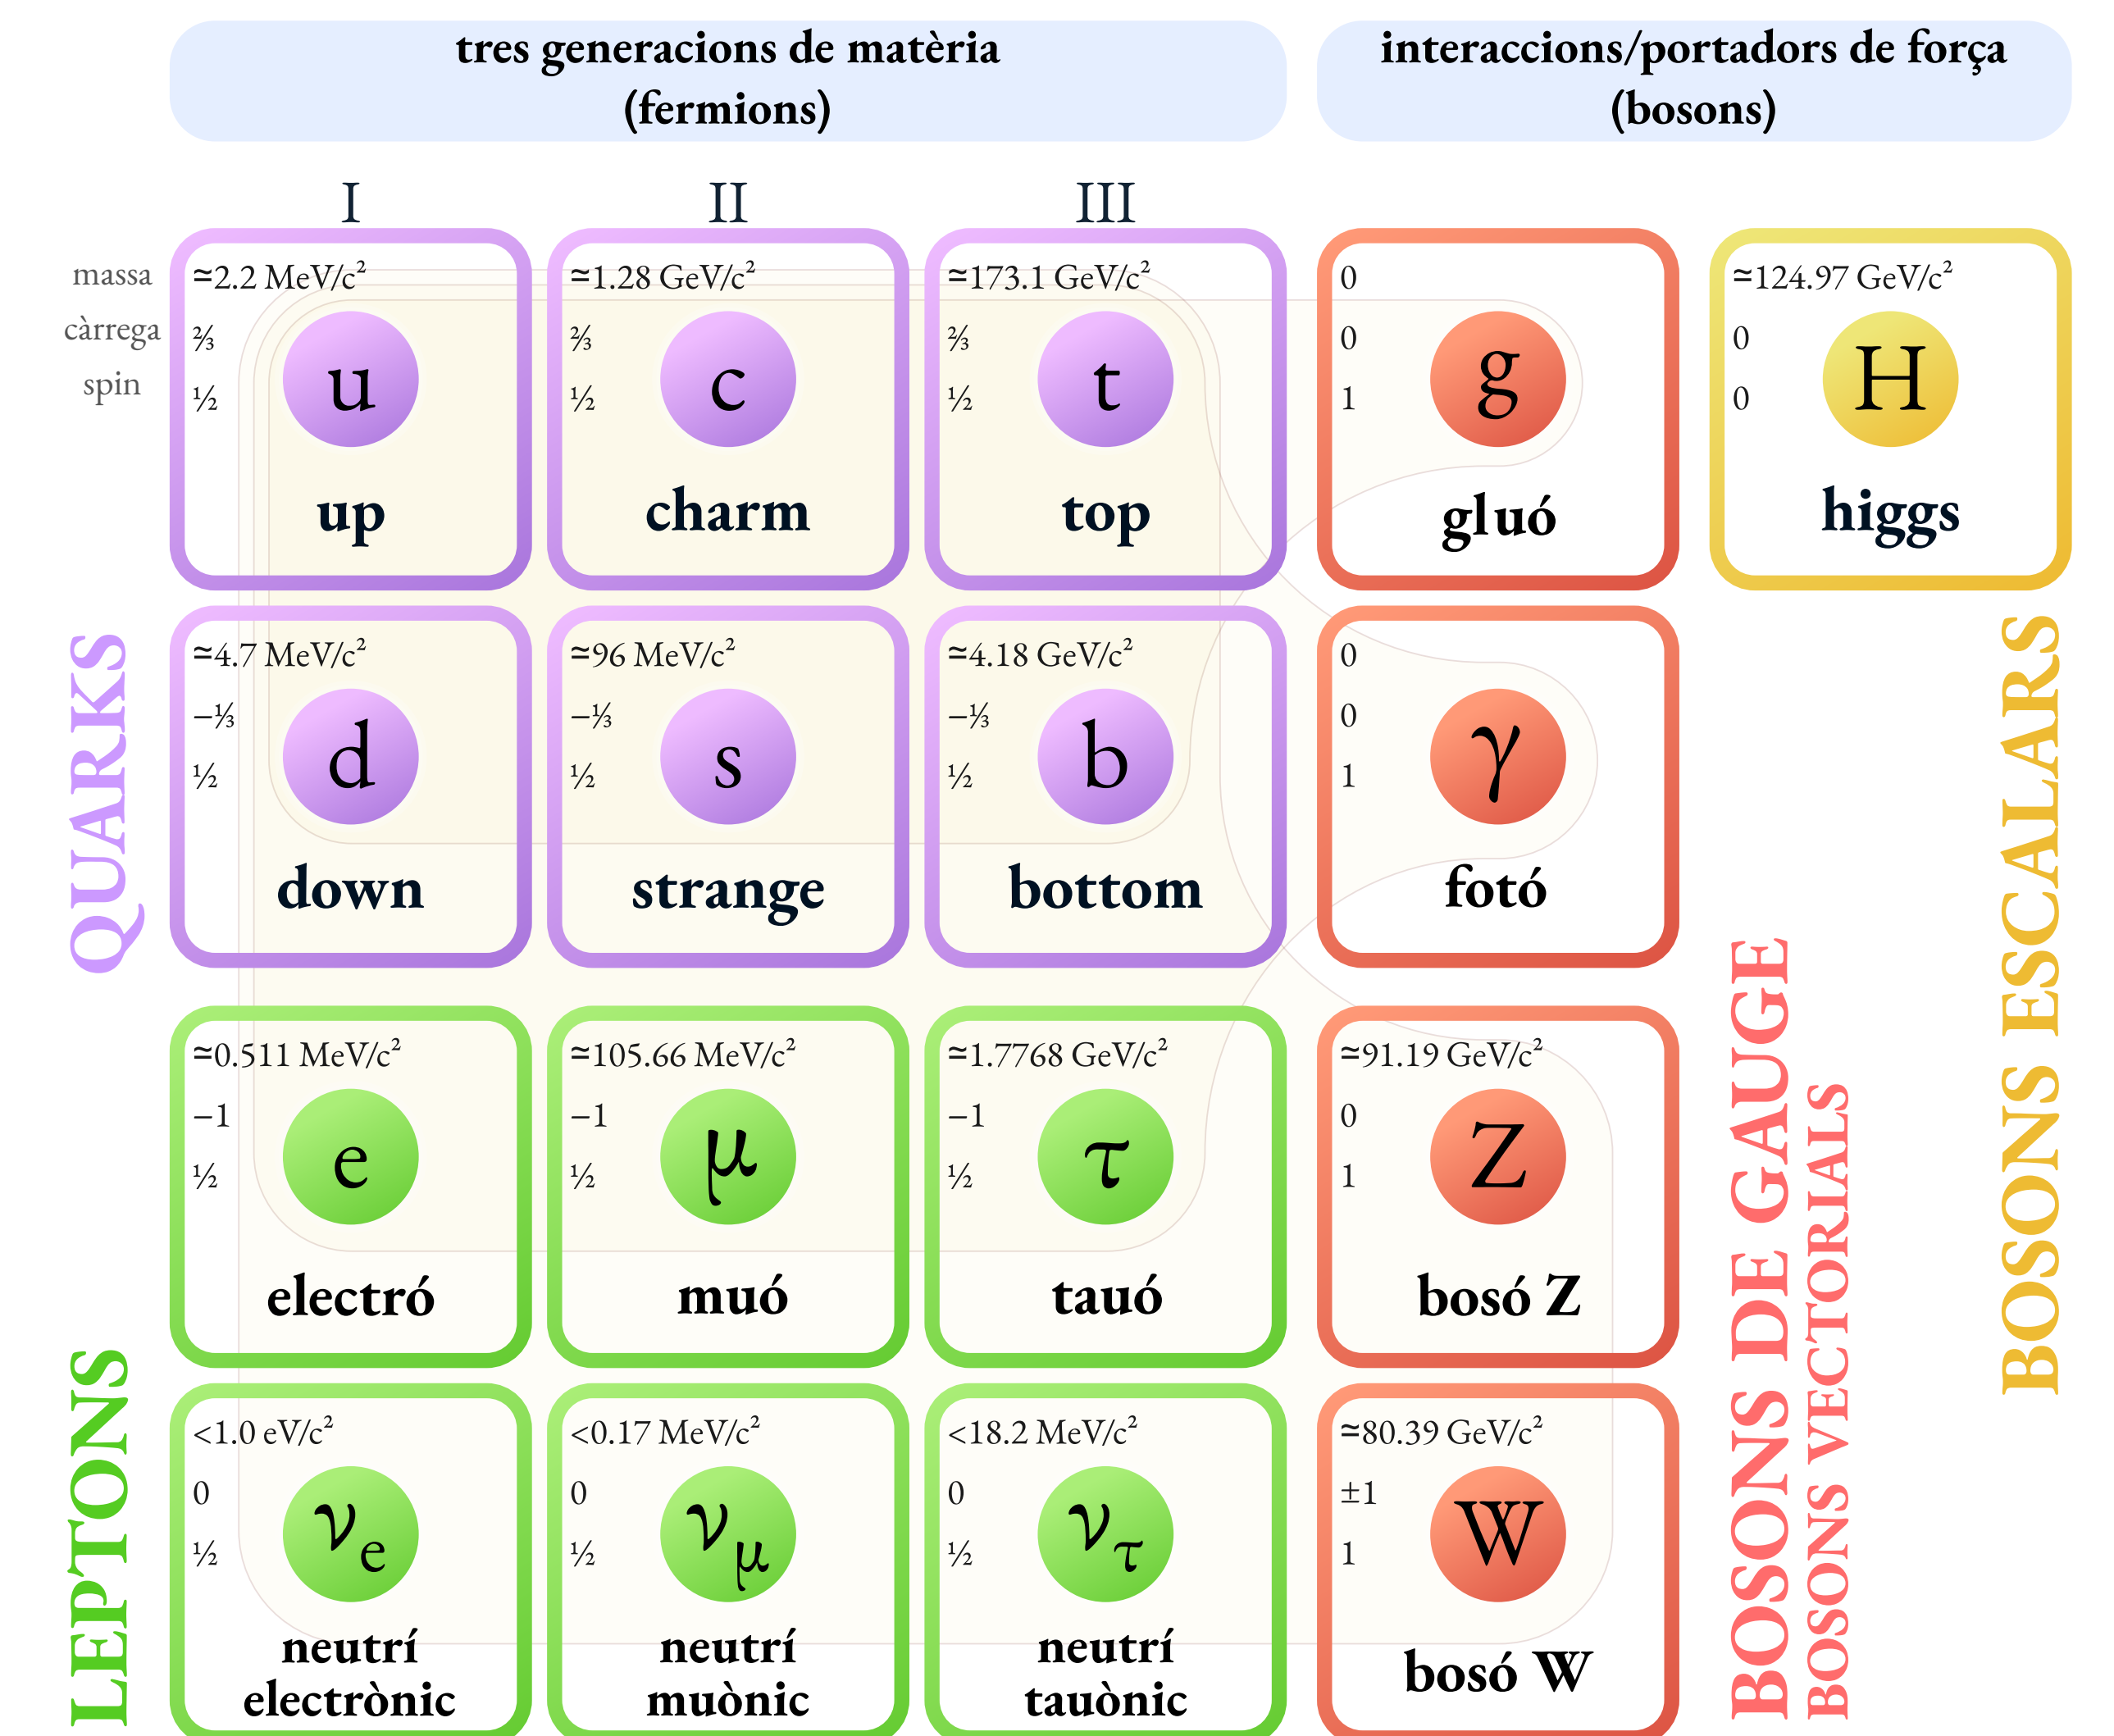 tres generacions de matèria
(fermions)
interaccions/portadors de força
(bosons)
I
II
III
massa
càrrega
spin
≃2.2 MeV/c²
⅔
½
u
up
≃1.28 GeV/c²
⅔
½
c
charm
≃173.1 GeV/c²
⅔
½
t
top
0
0
1
g
gluó
≃124.97 GeV/c²
0
0
H
higgs
QUARKS
≃4.7 MeV/c²
−⅓
½
d
down
≃96 MeV/c²
−⅓
½
s
strange
≃4.18 GeV/c²
−⅓
½
b
bottom
0
0
1
γ
fotó
LEPTONS
≃0.511 MeV/c²
−1
½
e
electró
≃105.66 MeV/c²
−1
½
μ
muó
≃1.7768 GeV/c²
−1
½
τ
tauó
≃91.19 GeV/c²
0
1
Z
bosó Z
<1.0 eV/c²
0
½
νe
neutrí
electrònic
<0.17 MeV/c²
0
½
νμ
neutrí
muònic
<18.2 MeV/c²
0
½
ντ
neutrí
tauònic
≃80.39 GeV/c²
±1
1
W
bosó W
BOSONS DE GAUGE
BOSONS VECTORIALS
BOSONS ESCALARS